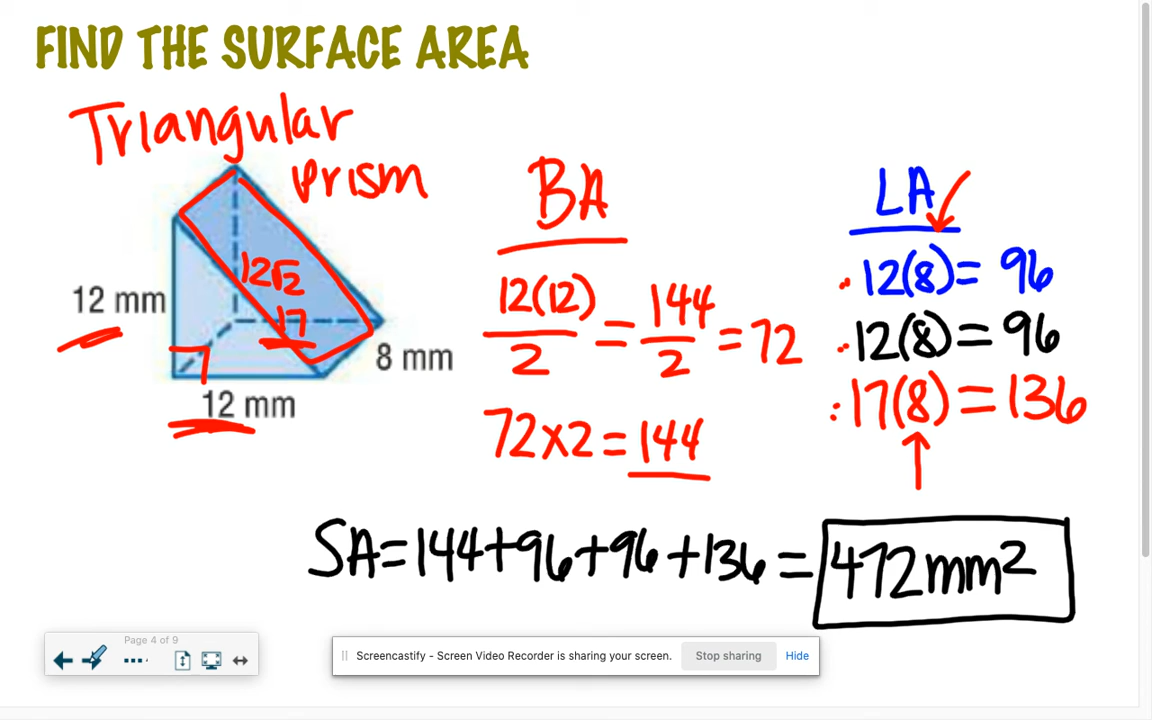 FIND THE SURFACE AREA
Triangular
prism
12√2
17
12 mm
8 mm
12 mm
BA
12(12)/2 = 144/2 = 72
72×2 = 144
LA
12(8) = 96
12(8) = 96
17(8) = 136
SA=144+96+96+136 = 472mm²
Page 4 of 9
Screencastify - Screen Video Recorder is sharing your screen.
Stop sharing
Hide